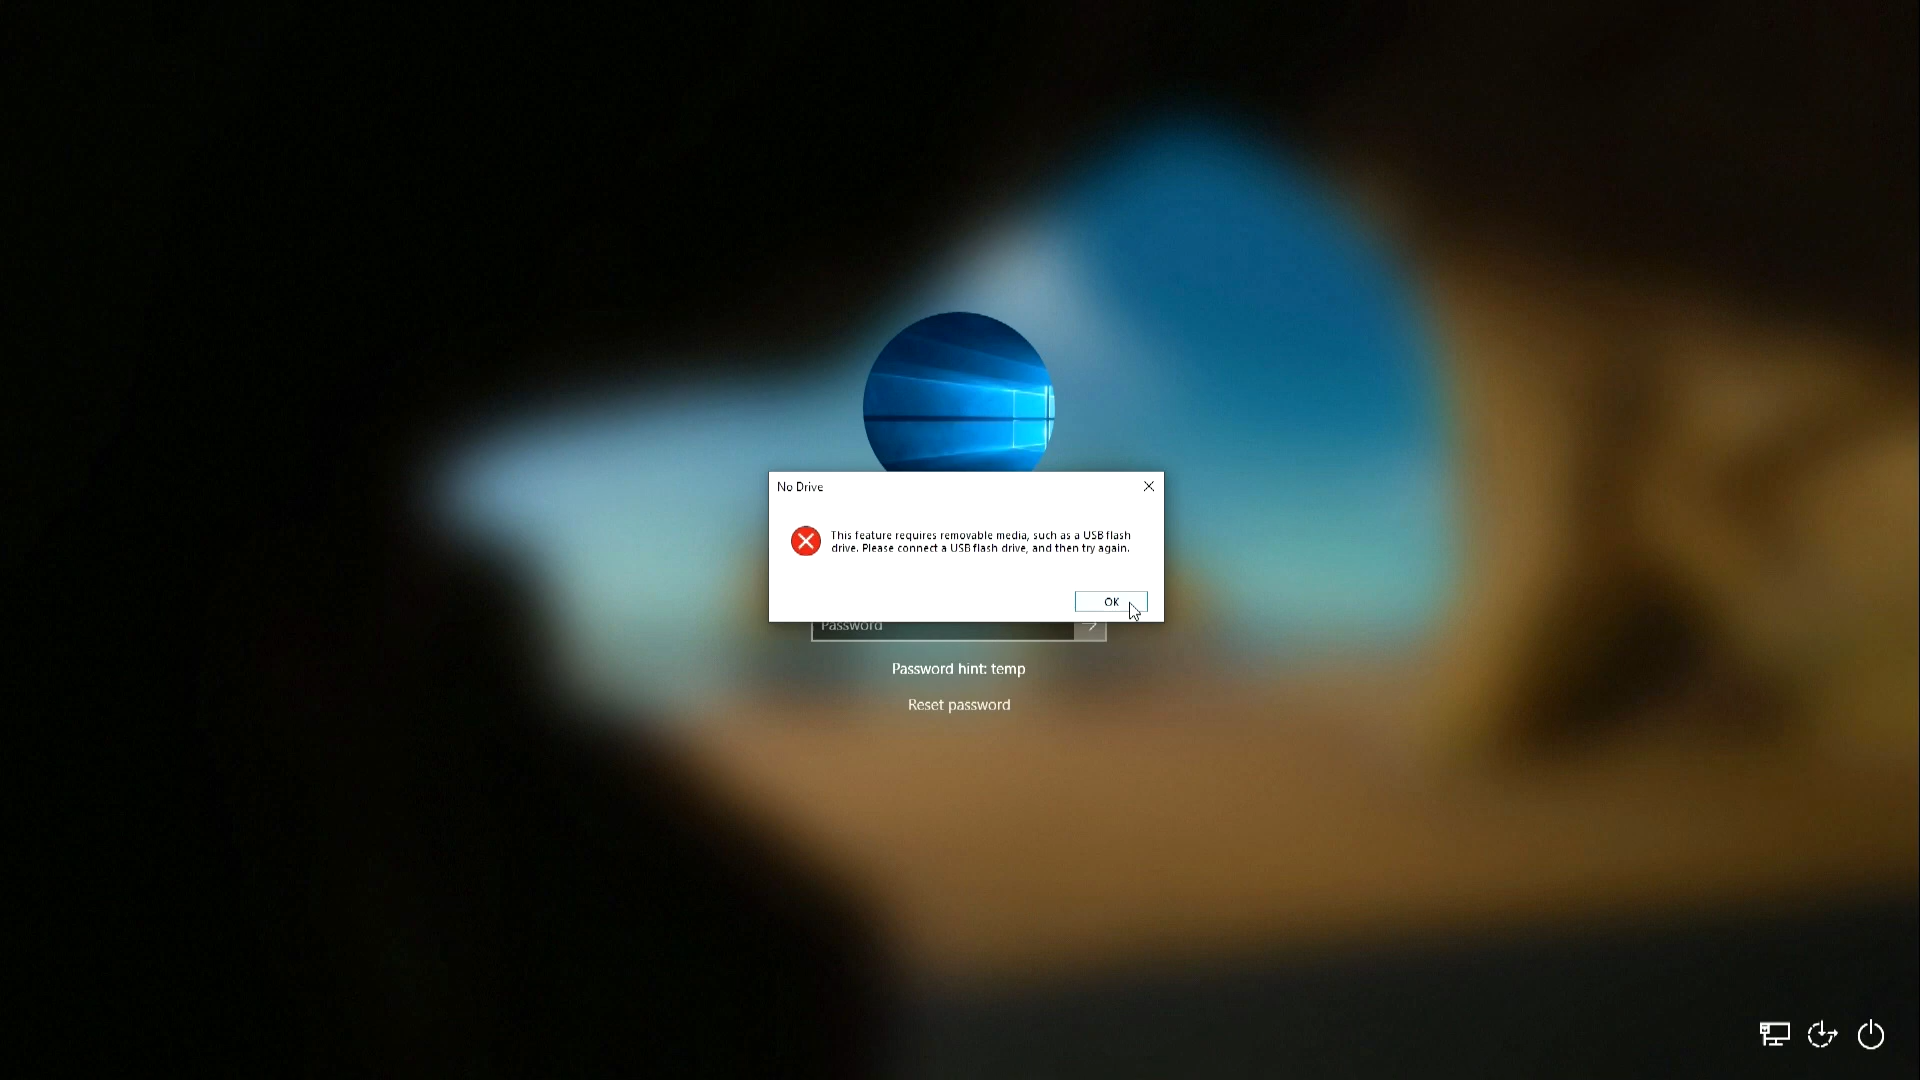 No Drive
This feature requires removable media, such as a USB flash
drive. Please connect a USB flash drive, and then try again.
OK
Password
Password hint: temp
Reset password